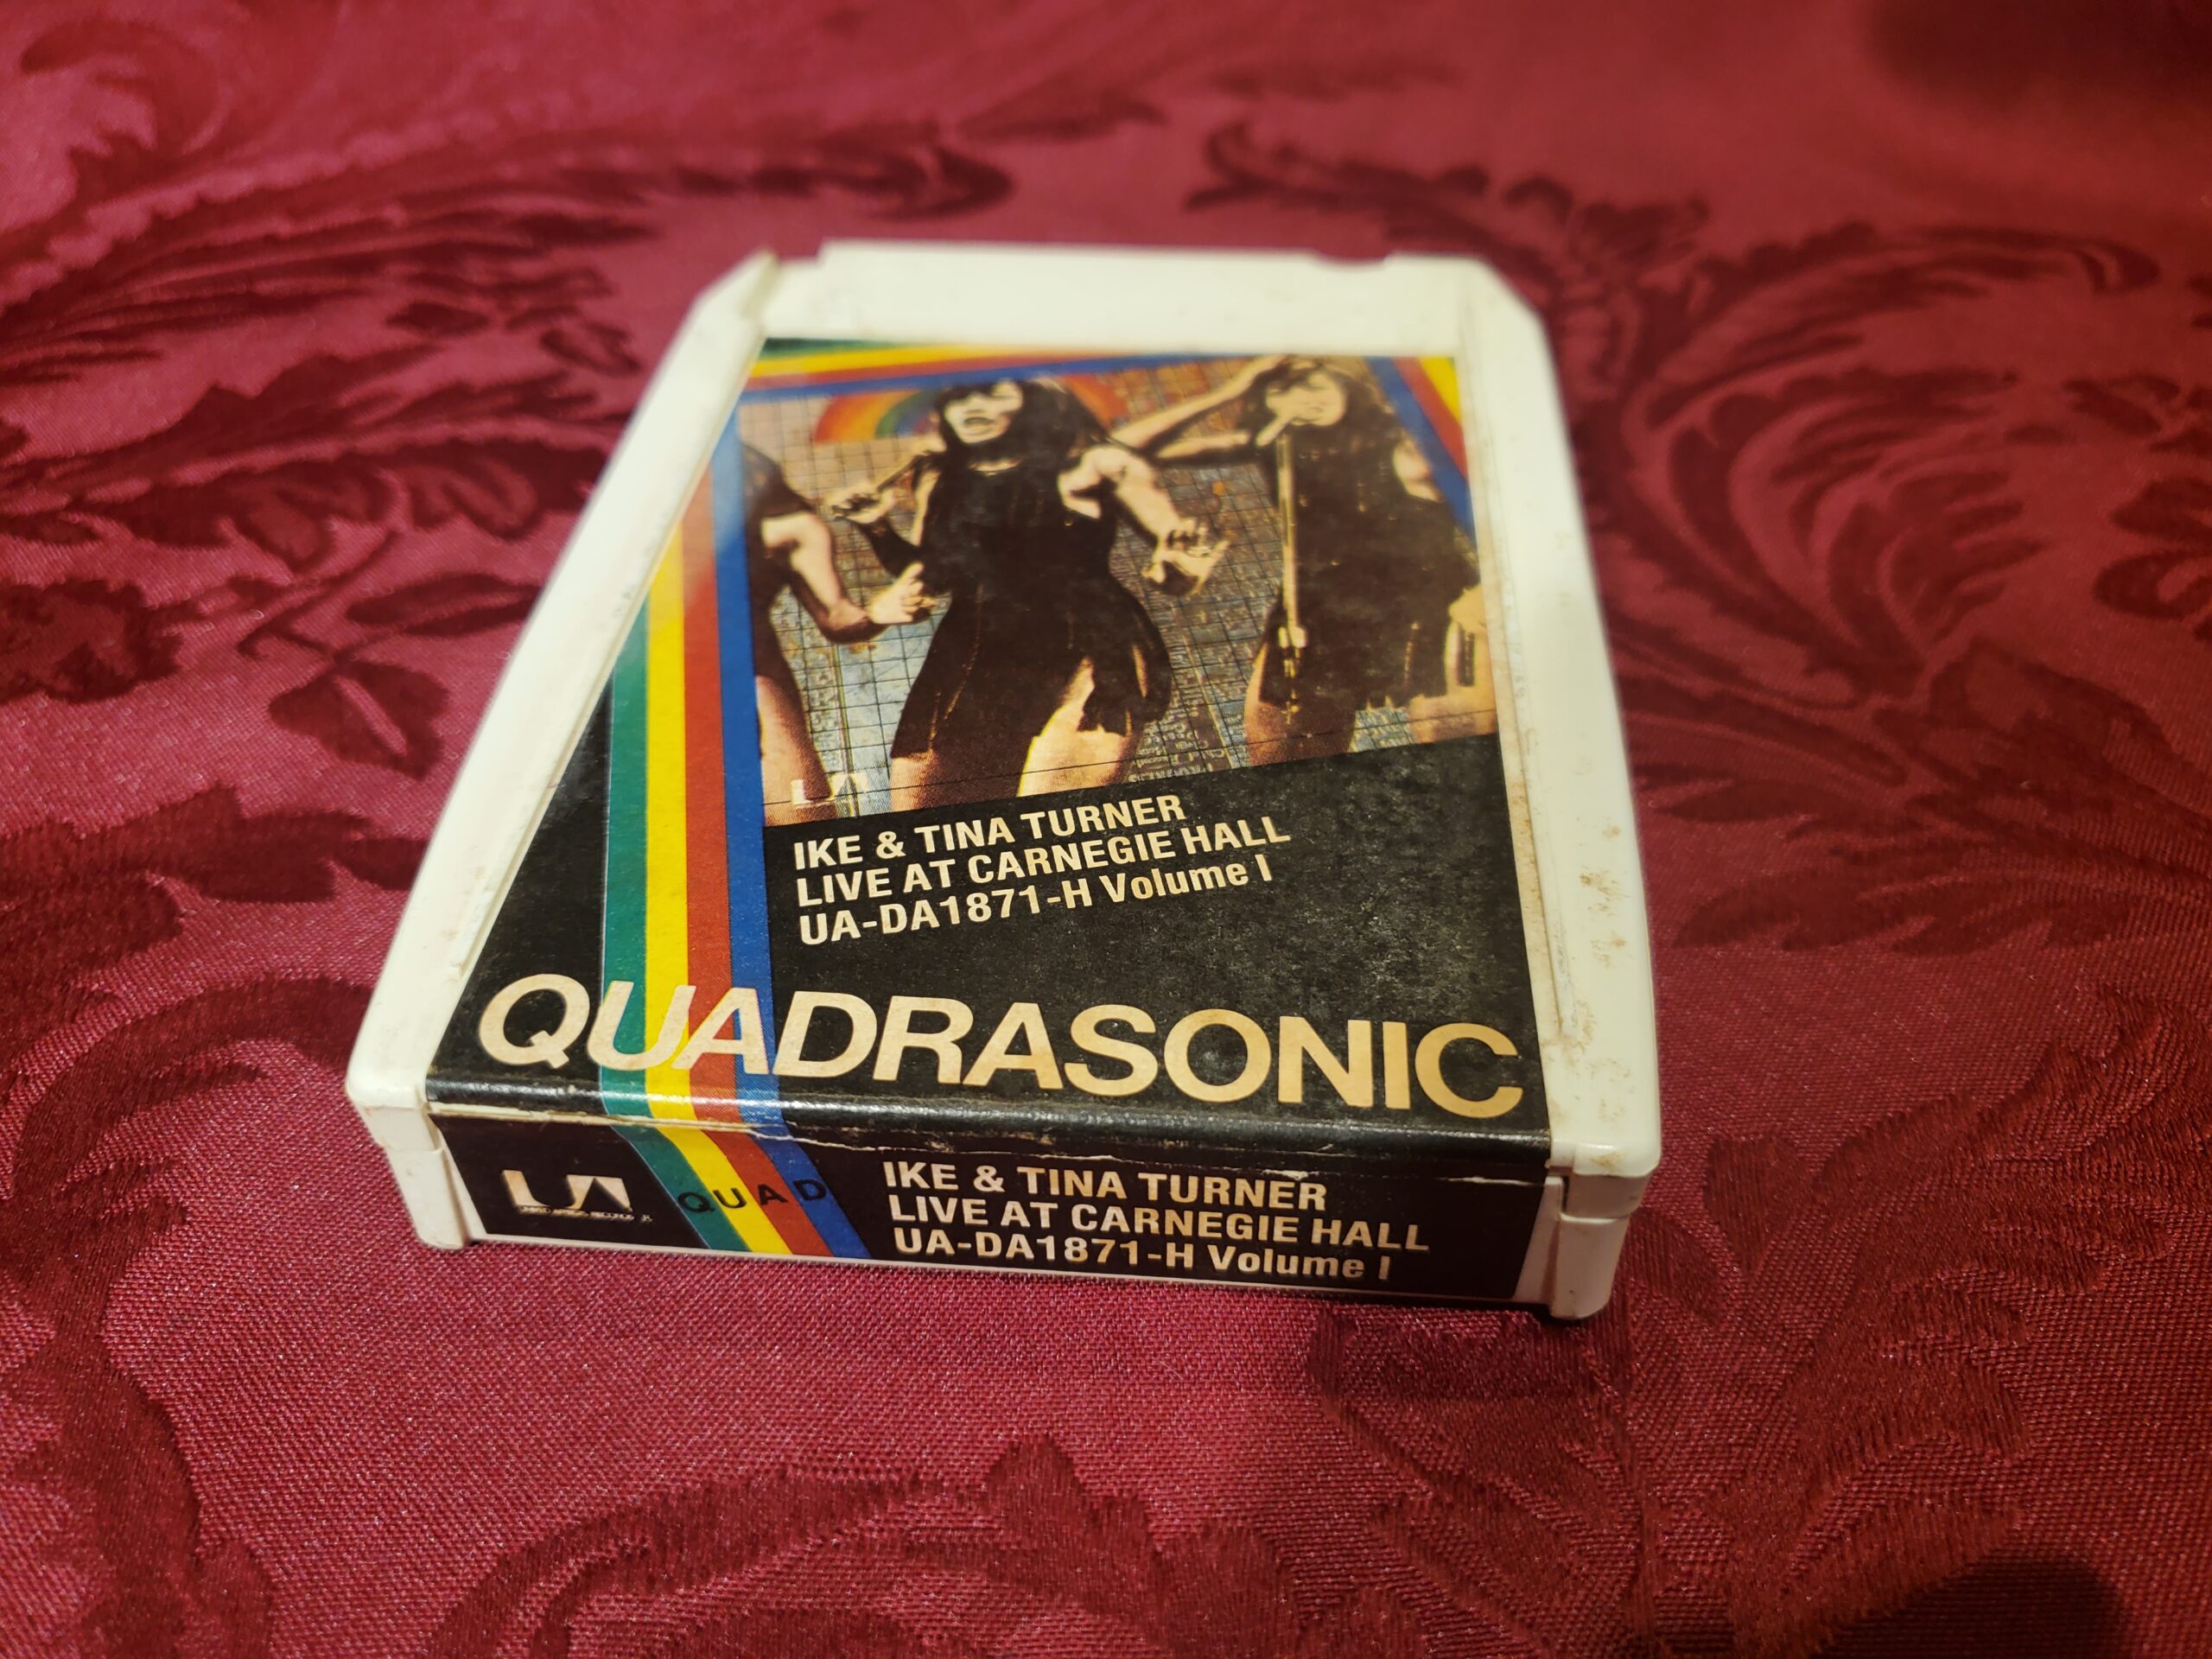 IKE & TINA TURNER
LIVE AT CARNEGIE HALL
UA-DA1871-H Volume I
QUADRASONIC
UA
QUAD
IKE & TINA TURNER
LIVE AT CARNEGIE HALL
UA-DA1871-H Volume I